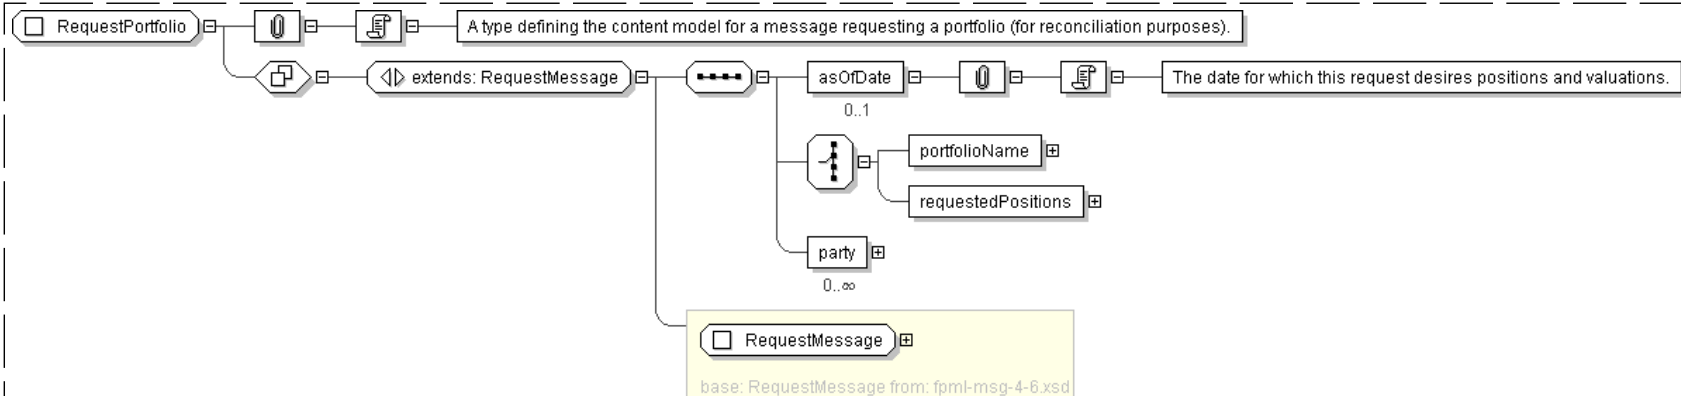 RequestPortfolio
A type defining the content model for a message requesting a portfolio (for reconciliation purposes).
extends: RequestMessage
asOfDate
The date for which this request desires positions and valuations.
0..1
portfolioName
requestedPositions
party
0..∞
RequestMessage
base: RequestMessage from: fpml-msg-4-6.xsd